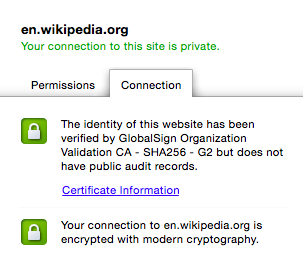 en.wikipedia.org
Your connection to this site is private.
Permissions
Connection
The identity of this website has been
verified by GlobalSign Organization
Validation CA - SHA256 - G2 but does not
have public audit records.
Certificate Information
Your connection to en.wikipedia.org is
encrypted with modern cryptography.